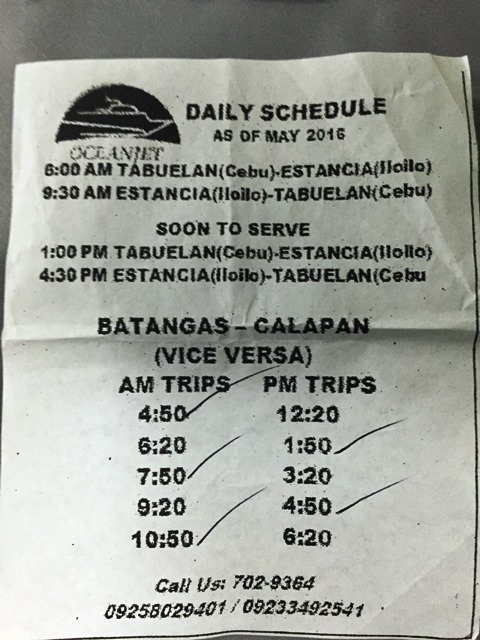 OCEANJET
DAILY SCHEDULE
AS OF MAY 2016
6:00 AM TABUELAN(Cebu)-ESTANCIA(Iloilo)
9:30 AM ESTANCIA(Iloilo)-TABUELAN(Cebu)
SOON TO SERVE
1:00 PM TABUELAN(Cebu)-ESTANCIA(Iloilo)
4:30 PM ESTANCIA(Iloilo)-TABUELAN(Cebu
BATANGAS – CALAPAN
(VICE VERSA)
AM TRIPS PM TRIPS
4:50 12:20
6:20 1:50
7:50 3:20
9:20 4:50
10:50 6:20
Call Us: 702-9364
09258029401 / 09233492541